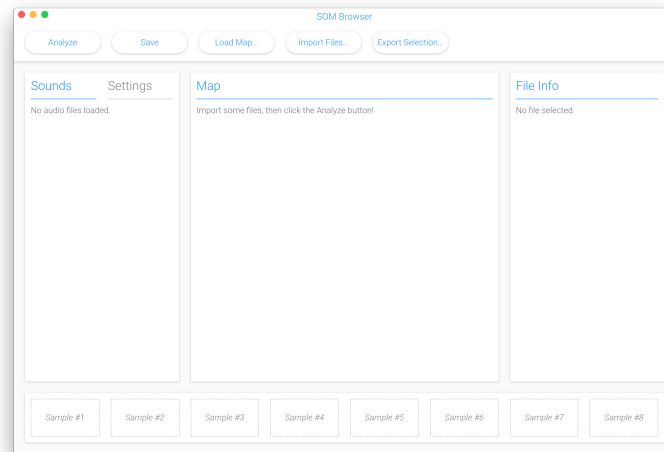 SOM Browser
Analyze
Save
Load Map...
Import Files...
Export Selection...
Sounds
Settings
No audio files loaded.
Map
Import some files, then click the Analyze button!
File Info
No file selected.
Sample #1
Sample #2
Sample #3
Sample #4
Sample #5
Sample #6
Sample #7
Sample #8